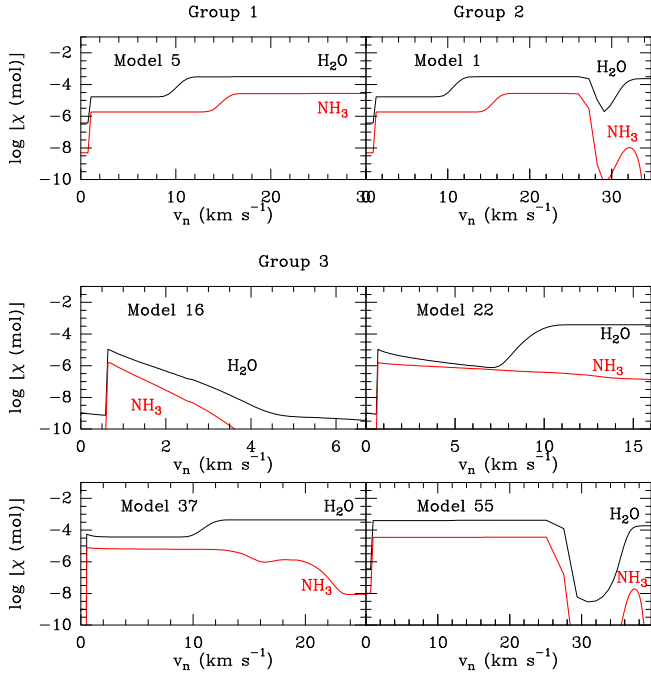 Group 1
Group 2
log [χ (mol)]
−2
−4
−6
−8
−10
Model 5
H₂O
NH₃
0
10
20
vₙ (km s⁻¹)
Model 1
H₂O
NH₃
0
10
20
30
vₙ (km s⁻¹)
Group 3
log [χ (mol)]
−2
−4
−6
−8
−10
Model 16
H₂O
NH₃
0
2
4
6
vₙ (km s⁻¹)
Model 22
H₂O
NH₃
5
10
15
vₙ (km s⁻¹)
log [χ (mol)]
−2
−4
−6
−8
−10
Model 37
H₂O
NH₃
0
10
20
vₙ (km s⁻¹)
Model 55
H₂O
NH₃
0
10
20
30
vₙ (km s⁻¹)